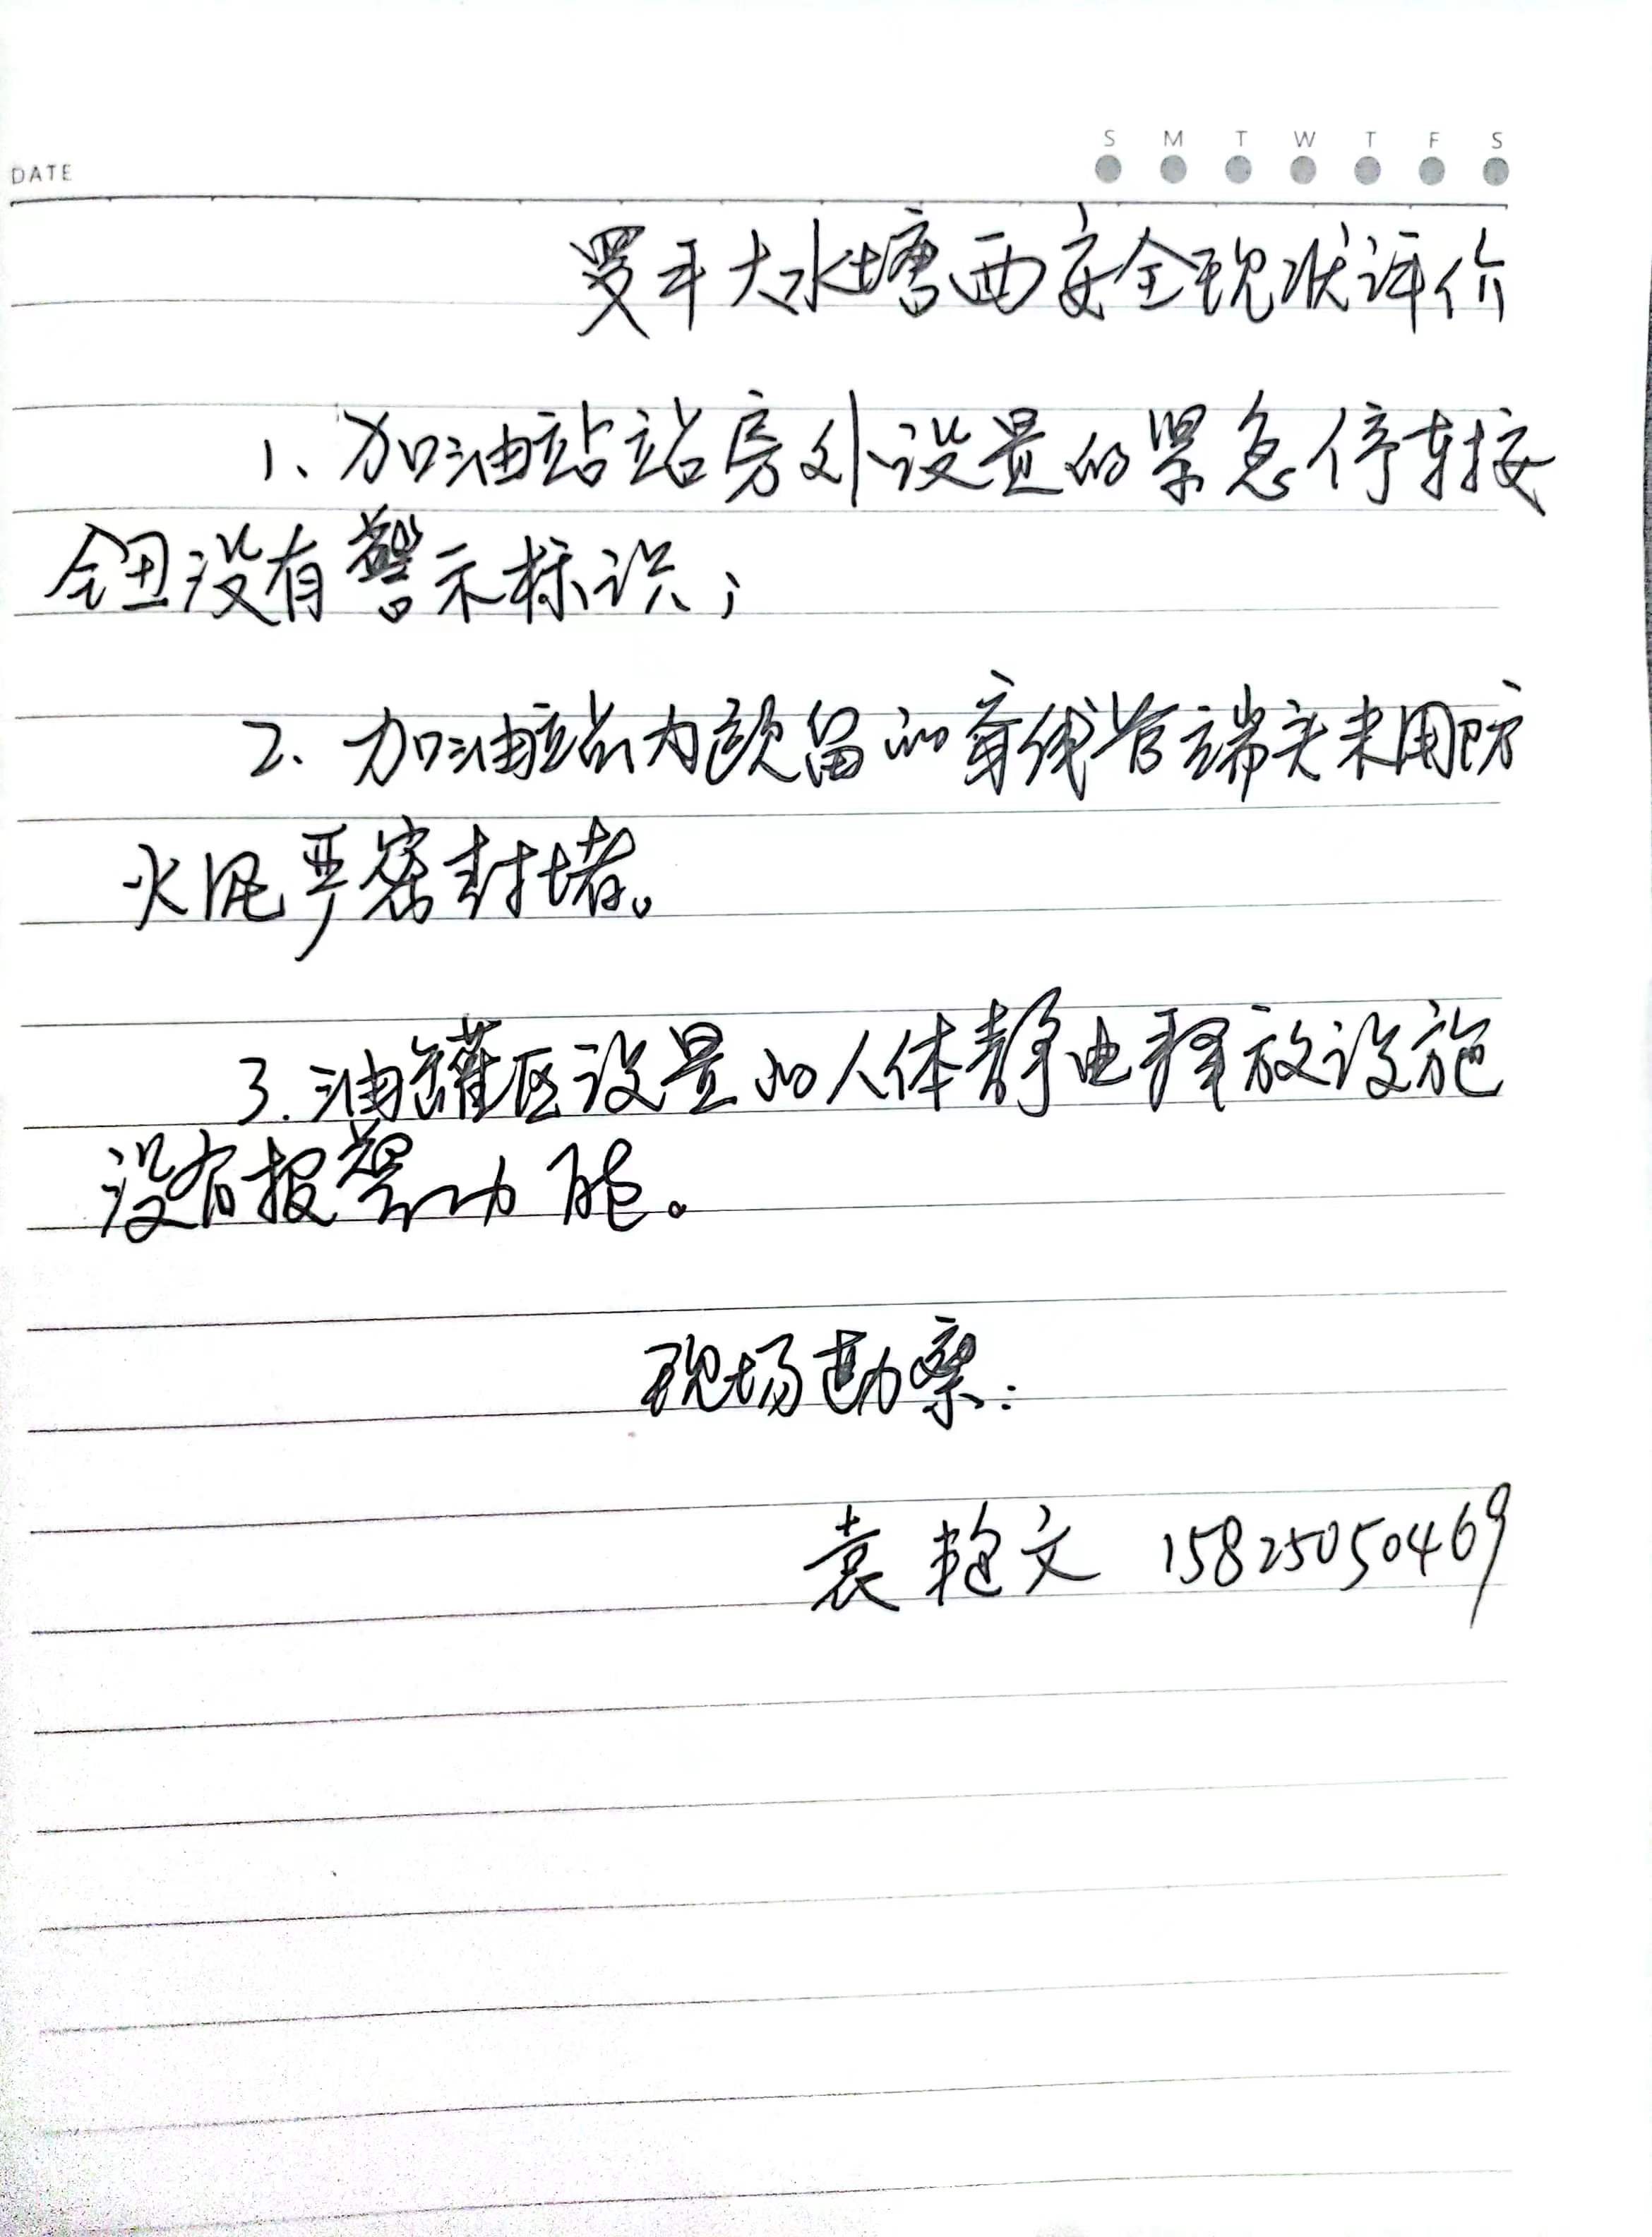 DATE
S M T W T F S
罗平大水塘西安全现状评价
1、加油站站房外设置的紧急停车按
钮没有警示标识；
2、加油站内预留的穿线管端头未用防
火泥严密封堵。
3.油罐区设置的人体静电释放设施
没有报警功能。
现场勘察：
袁艳文 15825050469